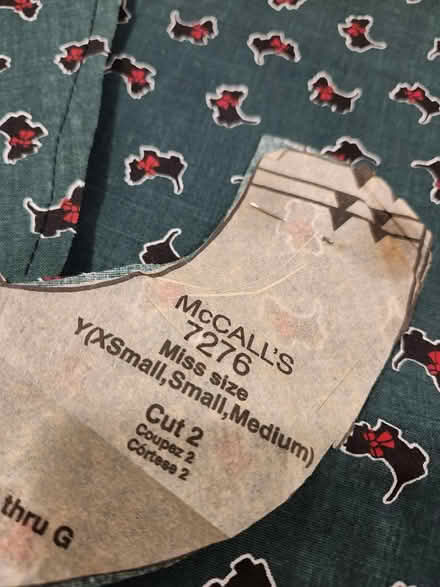 McCALL'S
7276
Miss size
Y(XSmall,Small,Medium)
Cut 2
Coupez 2
Córtese 2
thru G